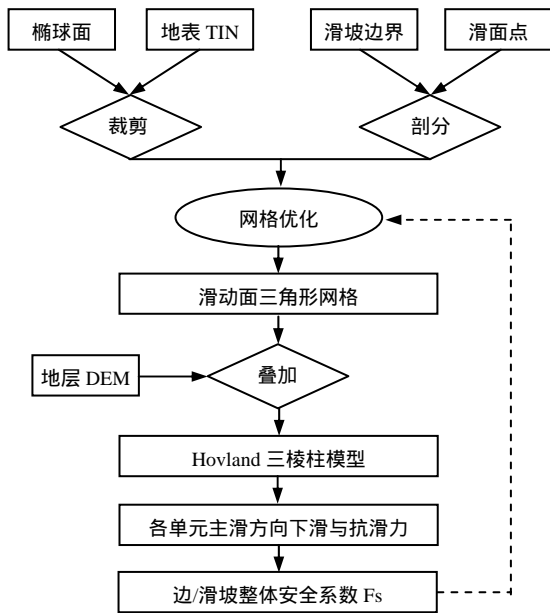 椭球面
地表 TIN
滑坡边界
滑面点
裁剪
剖分
网格优化
滑动面三角形网格
地层 DEM
叠加
Hovland 三棱柱模型
各单元主滑方向下滑与抗滑力
边/滑坡整体安全系数 Fs